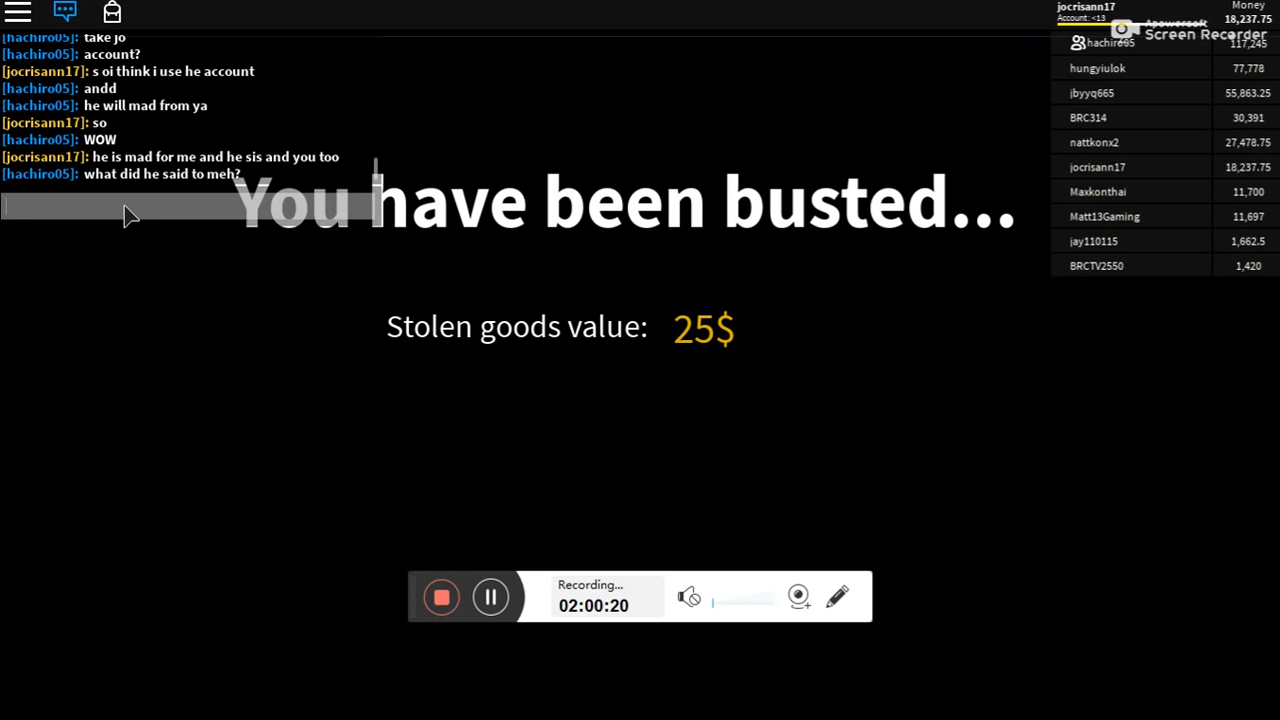 jocrisann17
Account: <13
Money
18,237.75
Apowersoft
Screen Recorder
[hachiro05]: take jo
[hachiro05]: account?
[jocrisann17]: s oi think i use he account
[hachiro05]: andd
[hachiro05]: he will mad from ya
[jocrisann17]: so
[hachiro05]: WOW
[jocrisann17]: he is mad for me and he sis and you too
[hachiro05]: what did he said to meh?
hachiro05 117,245
hungyiulok 77,778
jbyyq665 55,863.25
BRC314 30,391
nattkonx2 27,478.75
jocrisann17 18,237.75
Maxkonthai 11,700
Matt13Gaming 11,697
jay110115 1,662.5
BRCTV2550 1,420
You have been busted...
Stolen goods value: 25$
Recording...
02:00:20